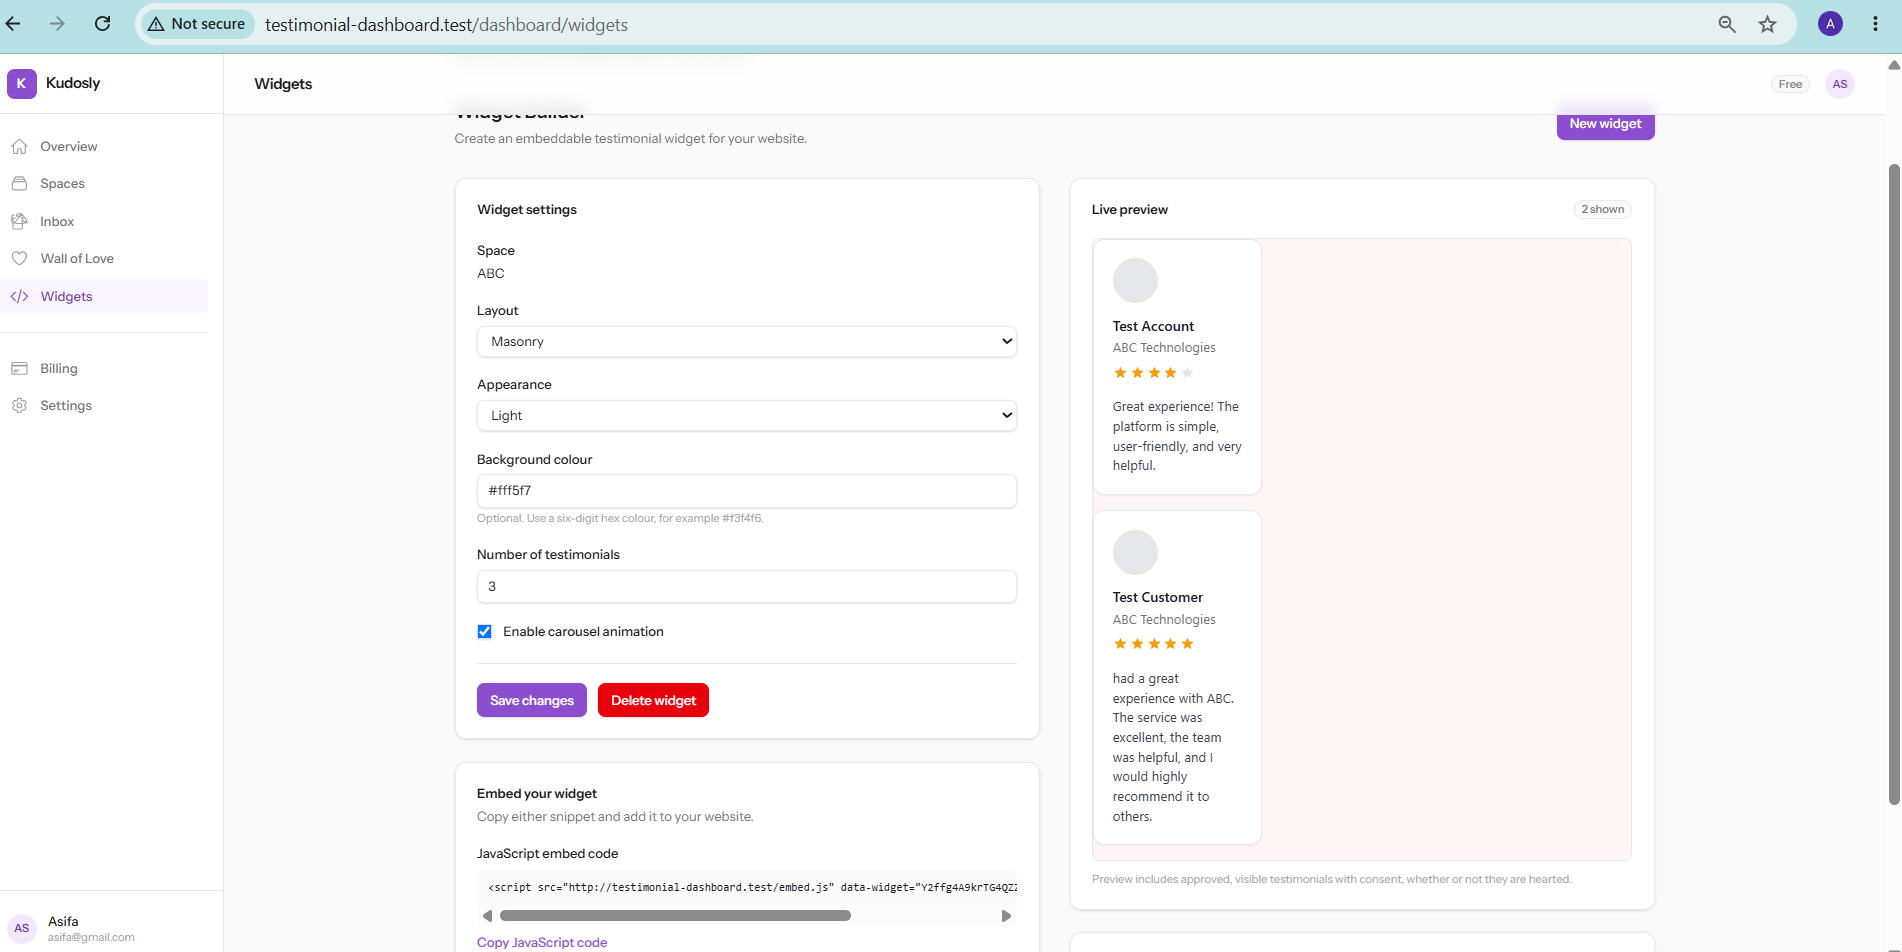 Not secure
testimonial-dashboard.test/dashboard/widgets
A
K
Kudosly
Widgets
Free
AS
Overview
Spaces
Inbox
Wall of Love
Widgets
Billing
Settings
AS
Asifa
asifa@gmail.com
Widget Builder
Create an embeddable testimonial widget for your website.
New widget
Widget settings
Space
ABC
Layout
Masonry
Appearance
Light
Background colour
#fff5f7
Optional. Use a six-digit hex colour, for example #f3f4f6.
Number of testimonials
3
Enable carousel animation
Save changes
Delete widget
Embed your widget
Copy either snippet and add it to your website.
JavaScript embed code
<script src="http://testimonial-dashboard.test/embed.js" data-widget="Y2ffg4A9krTG4QZZ
Copy JavaScript code
Live preview
2 shown
Test Account
ABC Technologies
Great experience! The
platform is simple,
user-friendly, and very
helpful.
Test Customer
ABC Technologies
had a great
experience with ABC.
The service was
excellent, the team
was helpful, and I
would highly
recommend it to
others.
Preview includes approved, visible testimonials with consent, whether or not they are hearted.